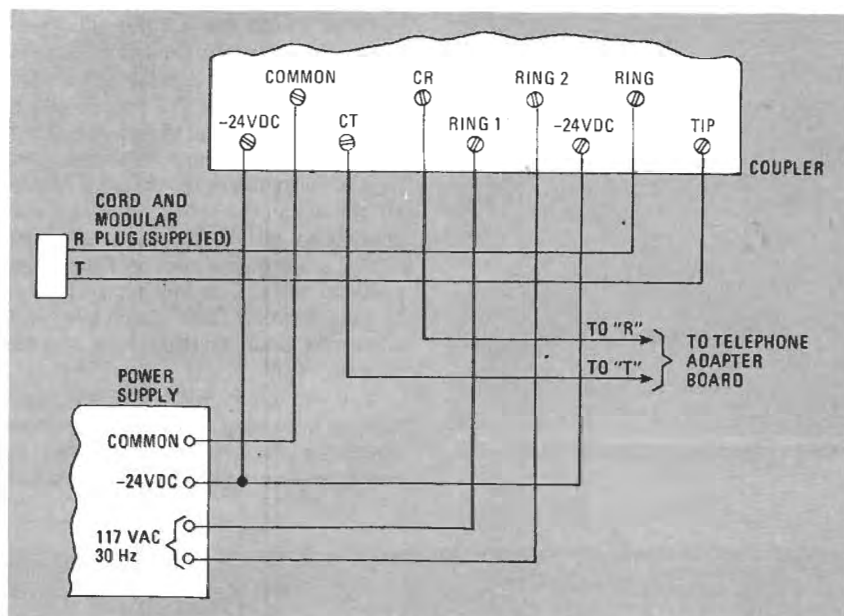 COMMON
CR
RING 2
RING
-24VDC
CT
RING 1
-24VDC
TIP
COUPLER
CORD AND
MODULAR
R PLUG (SUPPLIED)
T
TO "R"
TO "T"
TO TELEPHONE
ADAPTER
BOARD
POWER
SUPPLY
COMMON
-24VDC
117 VAC
30 Hz